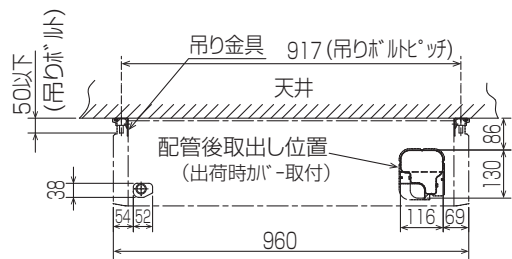 吊り金具
917 (吊りボルトピッチ)
50以下
(吊りボルト)
天井
86
配管後取出し位置
(出荷時カバー取付)
130
38
54
52
116
69
960